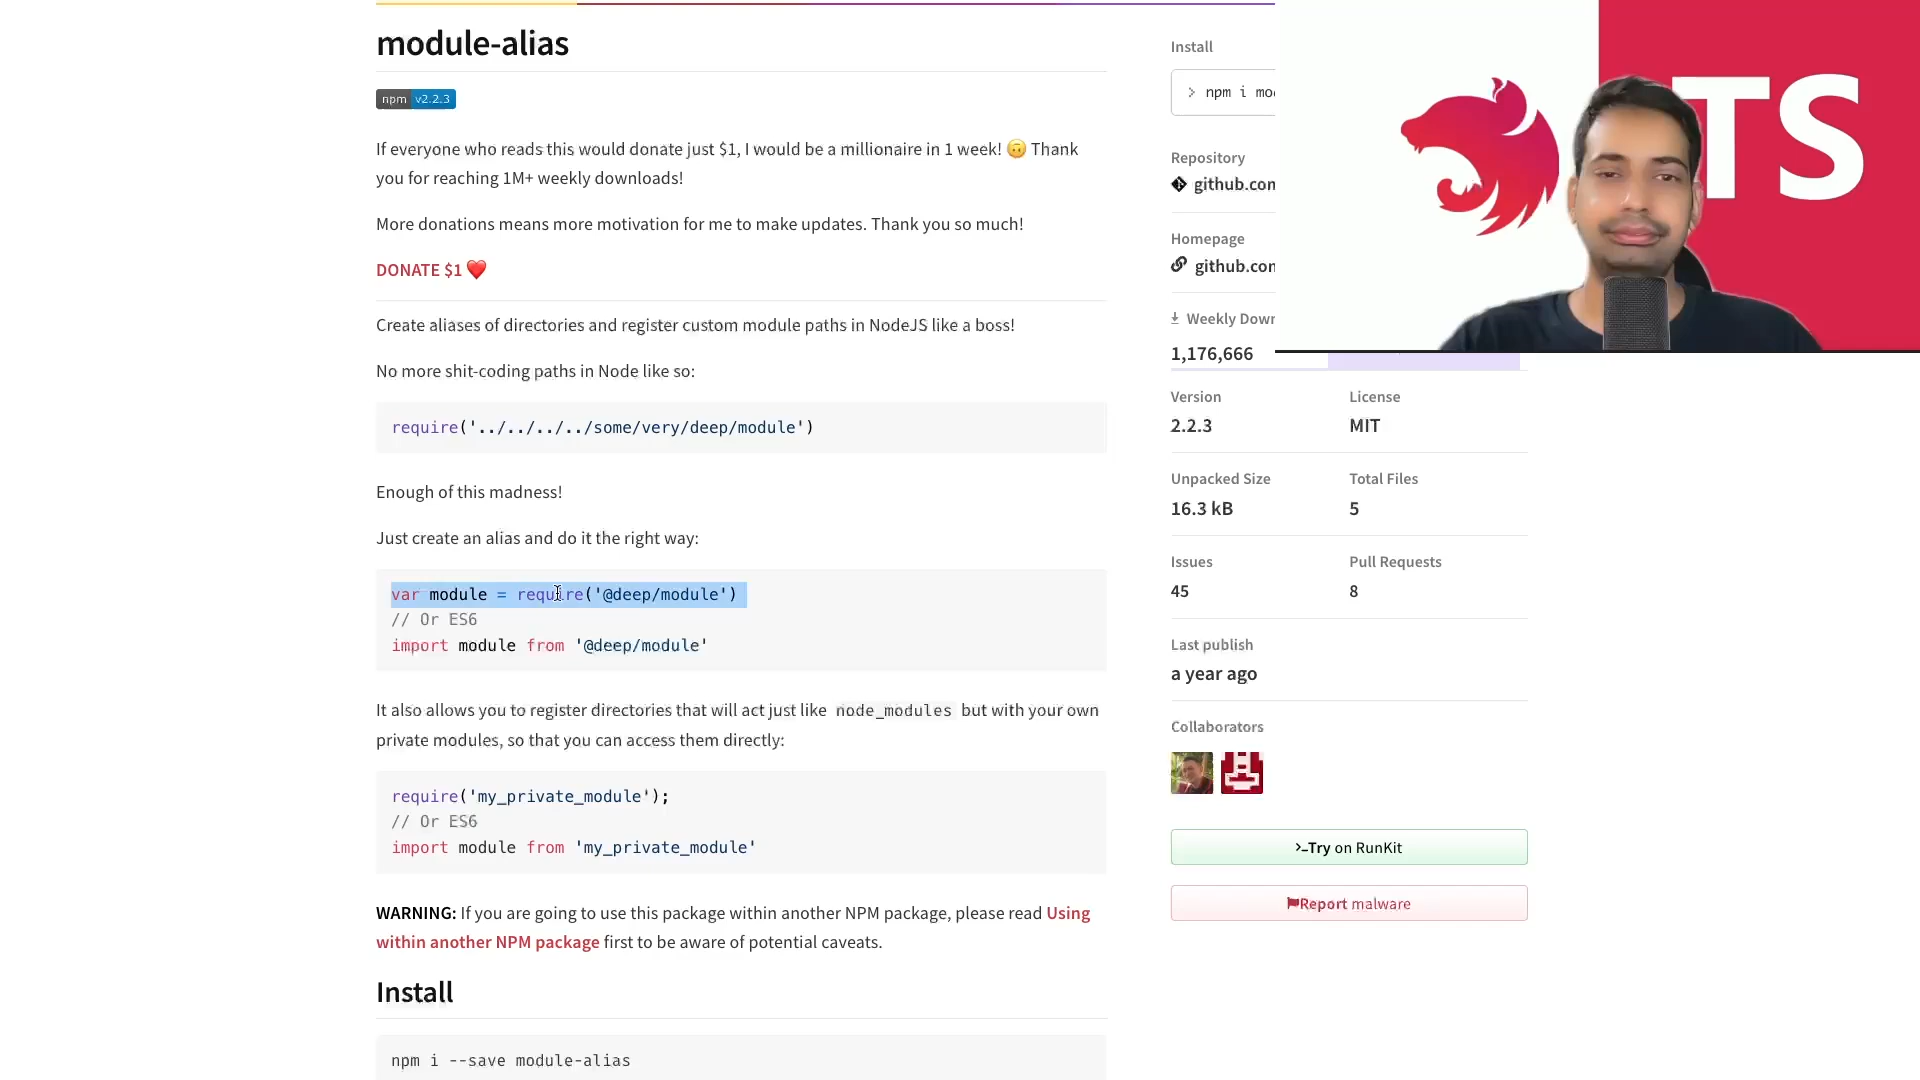 module-alias
npm v2.2.3
If everyone who reads this would donate just $1, I would be a millionaire in 1 week! 🙃 Thank
you for reaching 1M+ weekly downloads!
More donations means more motivation for me to make updates. Thank you so much!
DONATE $1 ❤️
Create aliases of directories and register custom module paths in NodeJS like a boss!
No more shit-coding paths in Node like so:
require('../../../../some/very/deep/module')
Enough of this madness!
Just create an alias and do it the right way:
var module = require('@deep/module')
// Or ES6
import module from '@deep/module'
It also allows you to register directories that will act just like node_modules but with your own
private modules, so that you can access them directly:
require('my_private_module');
// Or ES6
import module from 'my_private_module'
WARNING: If you are going to use this package within another NPM package, please read Using
within another NPM package first to be aware of potential caveats.
Install
npm i --save module-alias
Install
> npm i mo
Repository
github.com
Homepage
github.com
Weekly Down
1,176,666
Version
2.2.3
License
MIT
Unpacked Size
16.3 kB
Total Files
5
Issues
45
Pull Requests
8
Last publish
a year ago
Collaborators
>_Try on RunKit
Report malware
TS